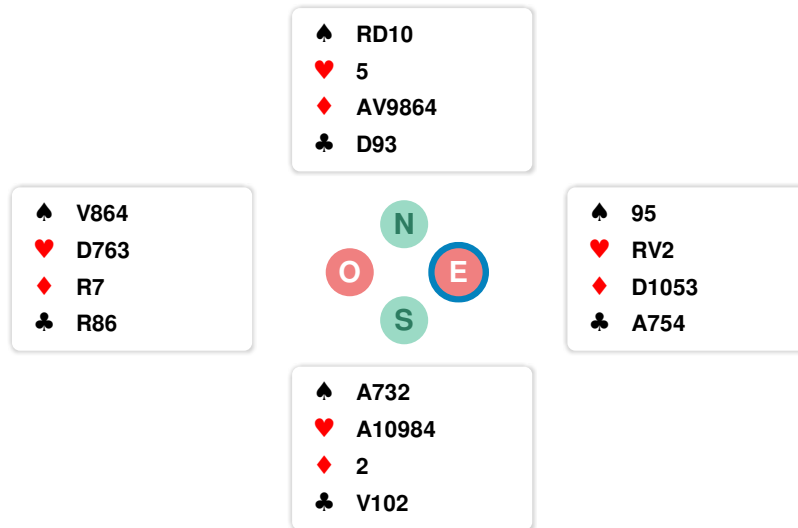 ♠ RD10
♥ 5
♦ AV9864
♣ D93
♠ V864
♥ D763
♦ R7
♣ R86
N
O
E
S
♠ 95
♥ RV2
♦ D1053
♣ A754
♠ A732
♥ A10984
♦ 2
♣ V102